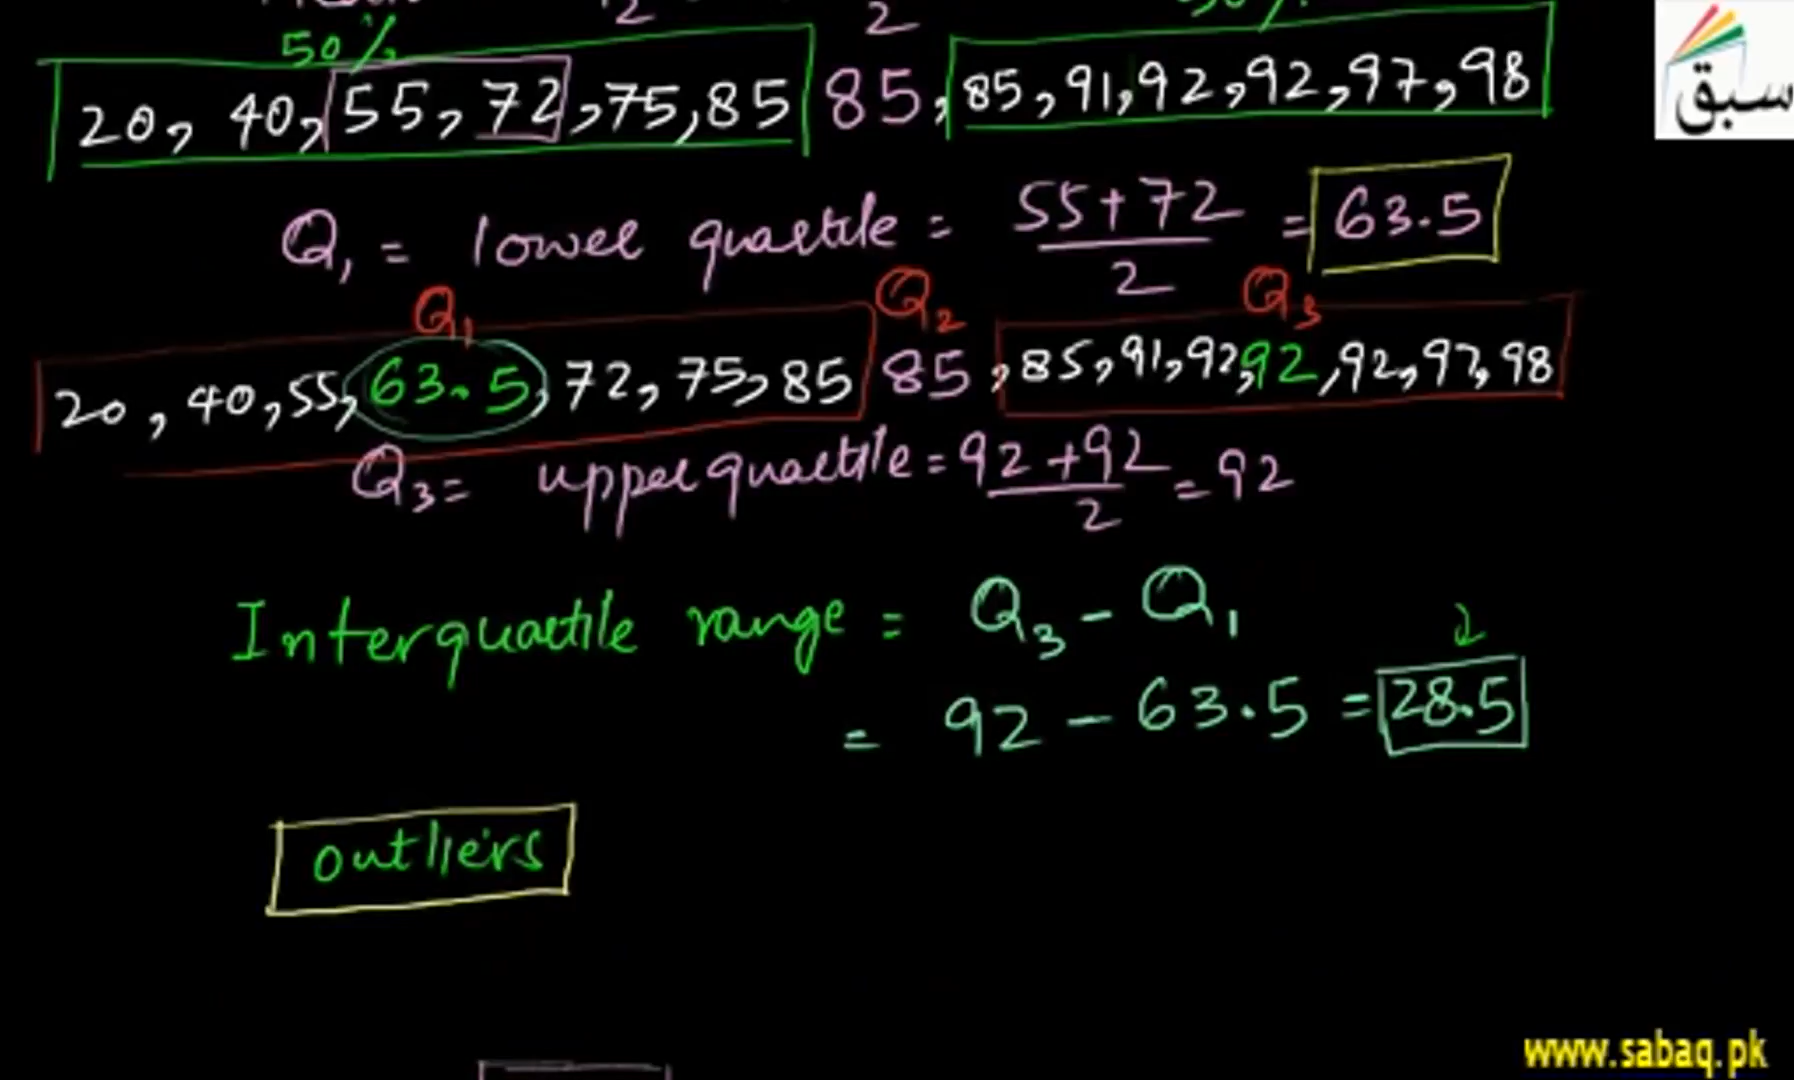 2 2
50%
20, 40, 55, 72, 75, 85 85, 85, 91, 92, 92, 97, 98
سبق
Q1 = lower quartile = 55+72 / 2 = 63.5
Q1 Q2 Q3
20, 40, 55, 63.5, 72, 75, 85 85, 85, 91, 92, 92, 92, 97, 98
Q3 = upper quartile = 92+92 / 2 = 92
Interquartile range = Q3 - Q1
= 92 - 63.5 = 28.5
outliers
www.sabaq.pk